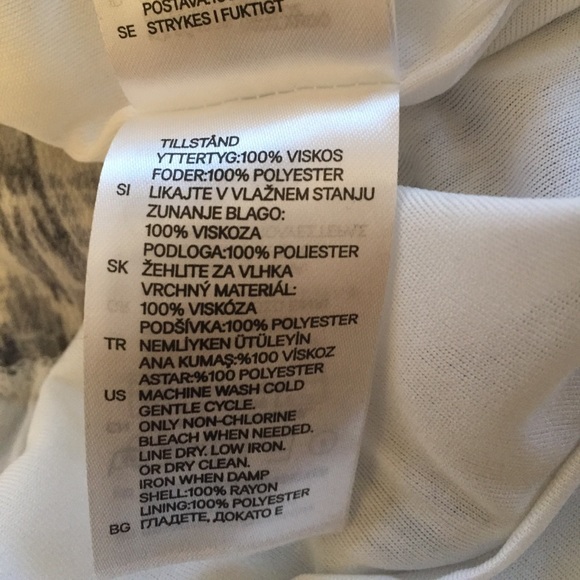 SE STRYKES I FUKTIGT
TILLSTÅND
YTTERTYG:100% VISKOS
FODER:100% POLYESTER
SI LIKAJTE V VLAŽNEM STANJU
ZUNANJE BLAGO:
100% VISKOZA
PODLOGA:100% POLIESTER
SK ŽEHLITE ZA VLHKA
VRCHNÝ MATERIÁL:
100% VISKÓZA
PODŠÍVKA:100% POLYESTER
TR NEMLİYKEN ÜTÜLEYİN
ANA KUMAŞ:%100 VİSKOZ
ASTAR:%100 POLYESTER
US MACHINE WASH COLD
GENTLE CYCLE.
ONLY NON-CHLORINE
BLEACH WHEN NEEDED.
LINE DRY. LOW IRON.
OR DRY CLEAN.
IRON WHEN DAMP
SHELL:100% RAYON
LINING:100% POLYESTER
BG ГЛАДЕТЕ, ДОКАТО Е